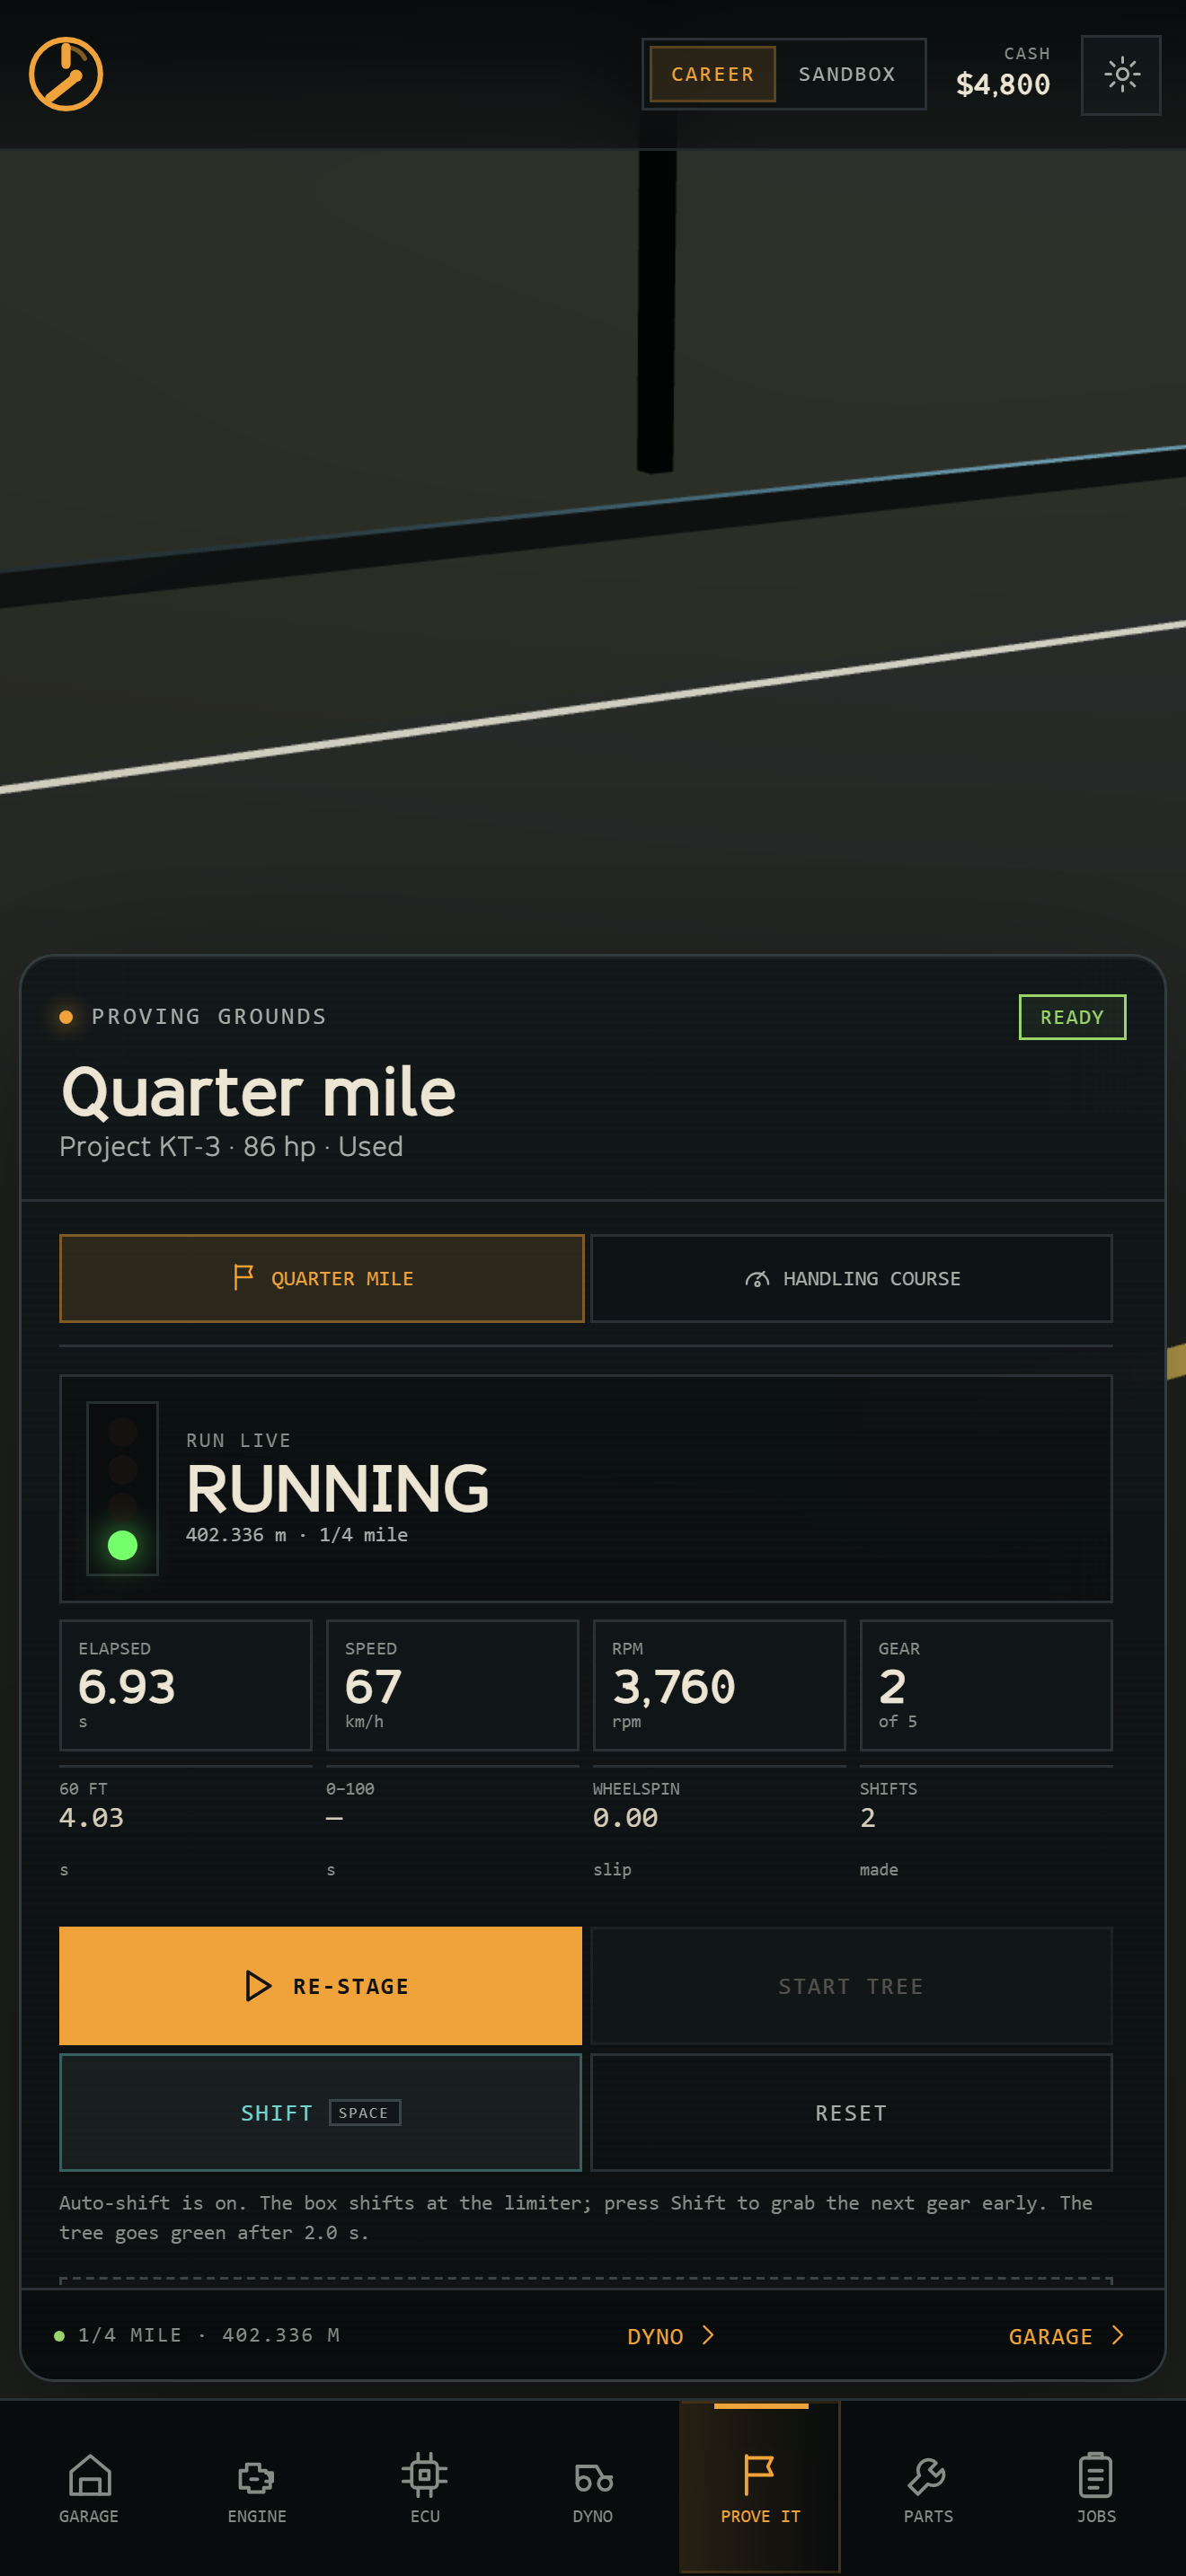 CAREER
SANDBOX
CASH
$4,800
PROVING GROUNDS
READY
Quarter mile
Project KT-3 · 86 hp · Used
QUARTER MILE
HANDLING COURSE
RUN LIVE
RUNNING
402.336 m · 1/4 mile
ELAPSED
6.93
s
SPEED
67
km/h
RPM
3,760
rpm
GEAR
2
of 5
60 FT
4.03
s
0–100
—
s
WHEELSPIN
0.00
slip
SHIFTS
2
made
RE-STAGE
START TREE
SHIFT SPACE
RESET
Auto-shift is on. The box shifts at the limiter; press Shift to grab the next gear early. The
tree goes green after 2.0 s.
1/4 MILE · 402.336 M
DYNO
GARAGE
GARAGE
ENGINE
ECU
DYNO
PROVE IT
PARTS
JOBS